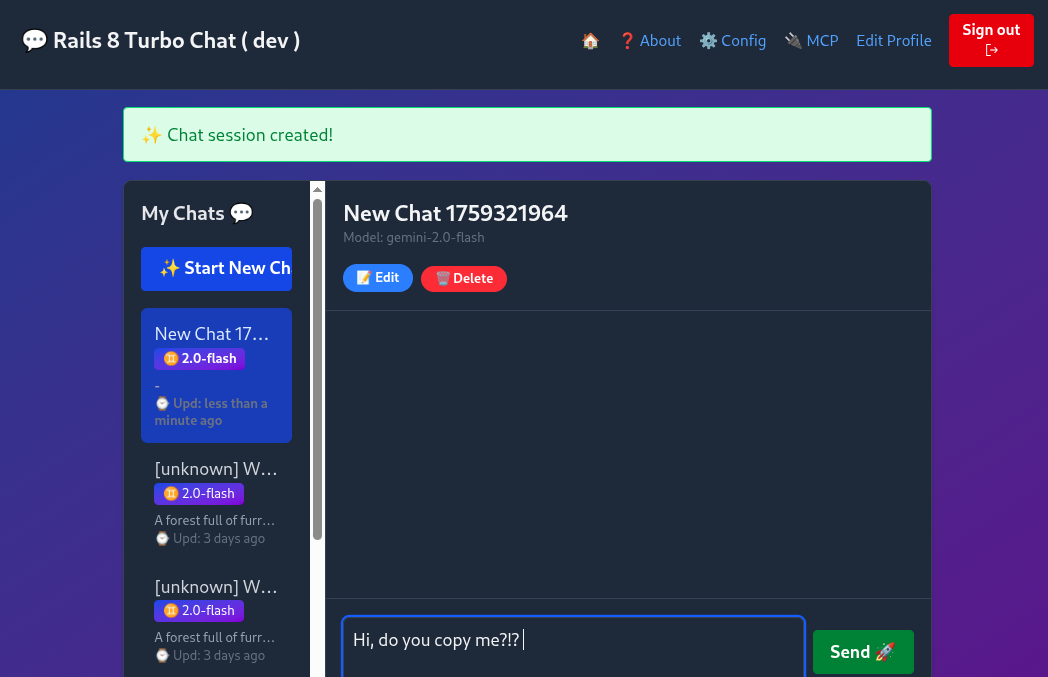 💬 Rails 8 Turbo Chat ( dev )
🏠 ❓ About ⚙️ Config 🔌 MCP Edit Profile Sign out
✨ Chat session created!
My Chats 💬
✨ Start New Ch
New Chat 17...
♊ 2.0-flash
-
⌚ Upd: less than a
minute ago
[unknown] W...
♊ 2.0-flash
A forest full of furr...
⌚ Upd: 3 days ago
[unknown] W...
♊ 2.0-flash
A forest full of furr...
⌚ Upd: 3 days ago
New Chat 1759321964
Model: gemini-2.0-flash
📝 Edit 🗑️ Delete
Hi, do you copy me?!?
Send 🚀